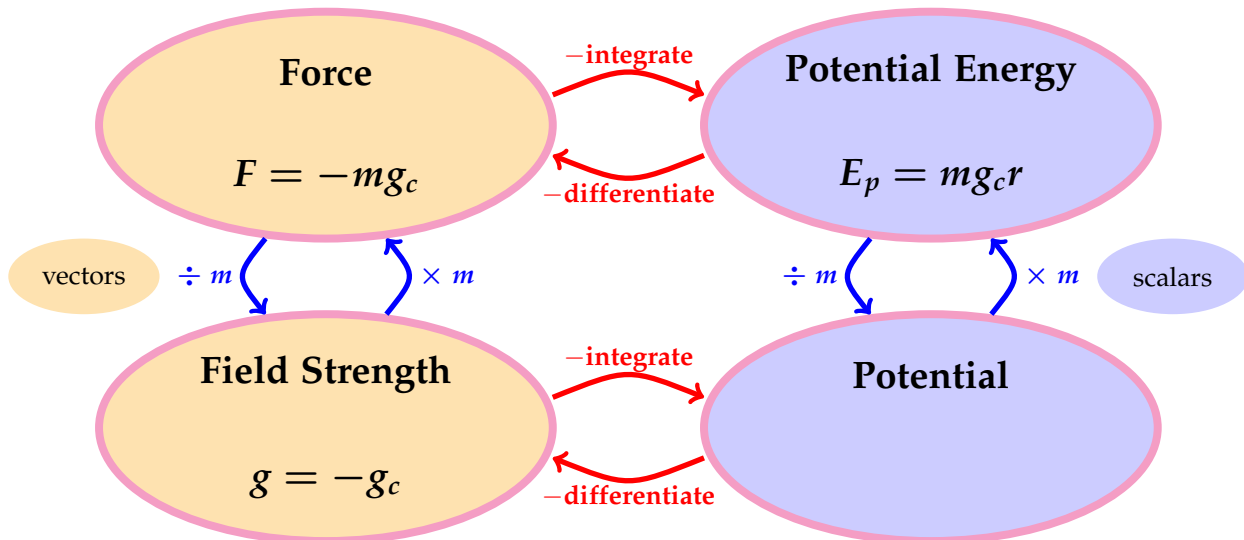 Force
F = −mg_c
−integrate
−differentiate
Potential Energy
E_p = mg_c r
vectors
÷ m
× m
÷ m
× m
scalars
Field Strength
g = −g_c
−integrate
−differentiate
Potential